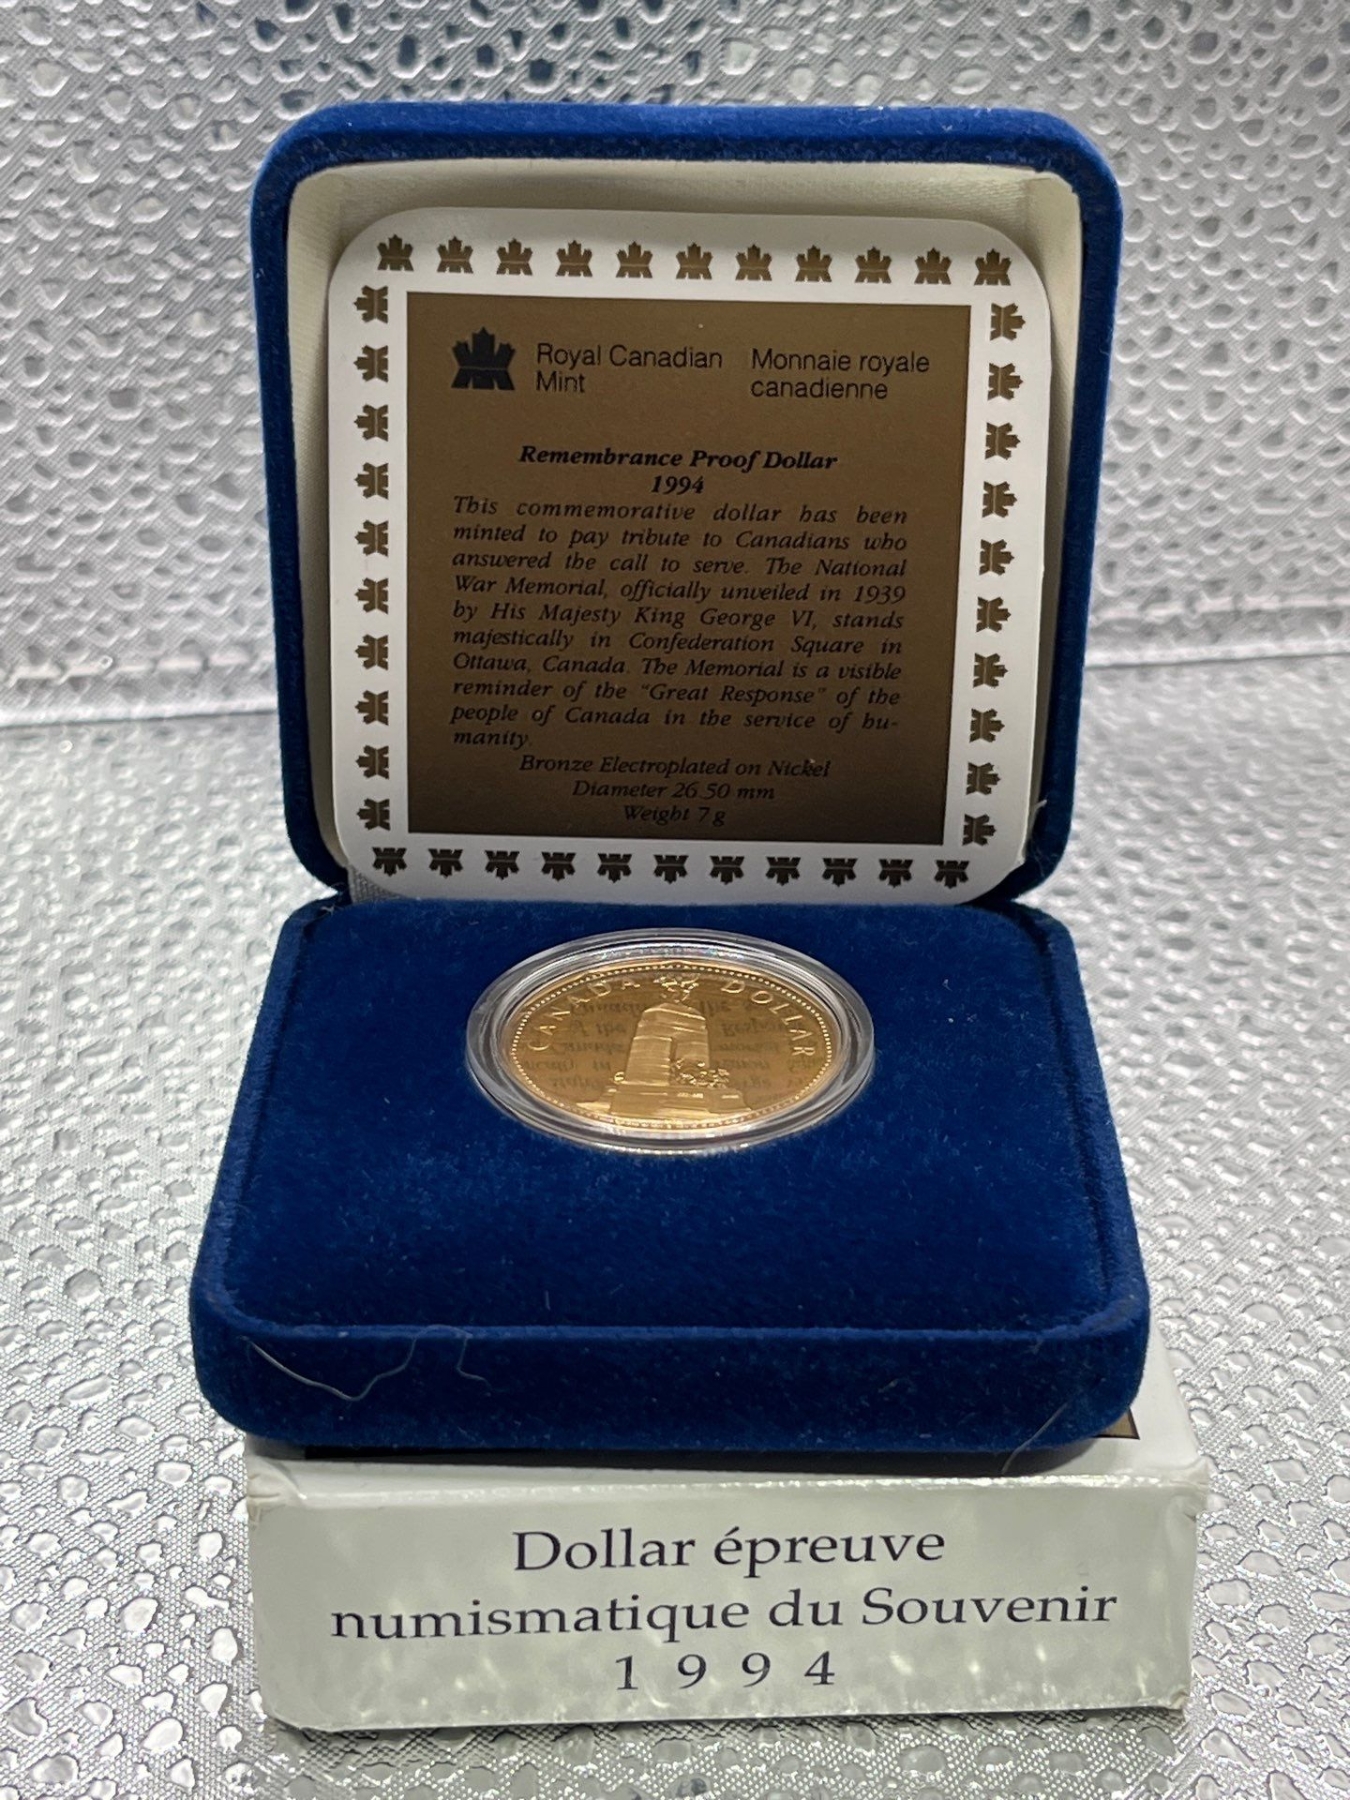 Royal Canadian Mint
Monnaie royale canadienne
Remembrance Proof Dollar
1994
This commemorative dollar has been
minted to pay tribute to Canadians who
answered the call to serve. The National
War Memorial, officially unveiled in 1939
by His Majesty King George VI, stands
majestically in Confederation Square in
Ottawa, Canada. The Memorial is a visible
reminder of the "Great Response" of the
people of Canada in the service of hu-
manity.
Bronze Electroplated on Nickel
Diameter 26.50 mm
Weight 7 g
CANADA DOLLAR
Dollar épreuve
numismatique du Souvenir
1994